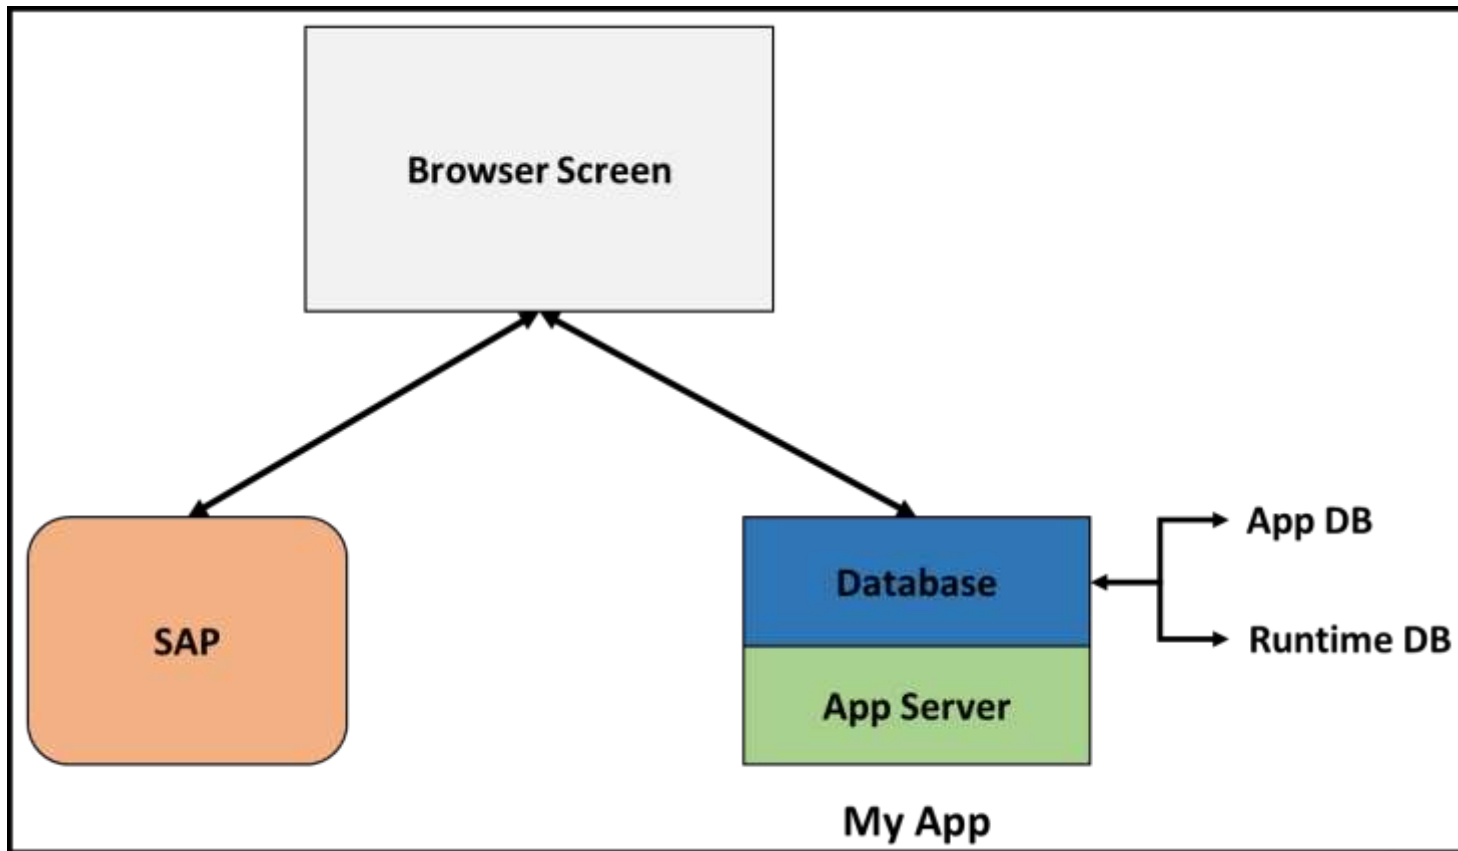 Browser Screen
SAP
Database
App Server
App DB
Runtime DB
My App